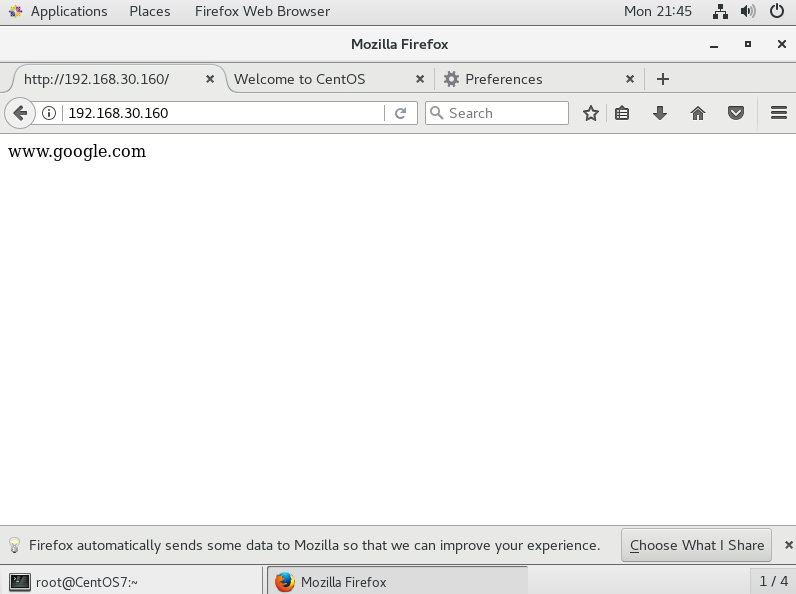 Applications Places Firefox Web Browser Mon 21:45
Mozilla Firefox
http://192.168.30.160/ Welcome to CentOS Preferences
192.168.30.160 Search
www.google.com
Firefox automatically sends some data to Mozilla so that we can improve your experience. Choose What I Share
root@CentOS7:~ Mozilla Firefox 1 / 4